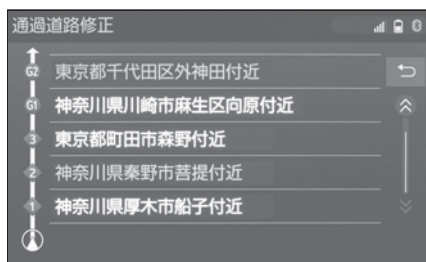 通過道路修正
G2 東京都千代田区外神田付近
G1 神奈川県川崎市麻生区向原付近
3 東京都町田市森野付近
2 神奈川県秦野市菩提付近
1 神奈川県厚木市船子付近